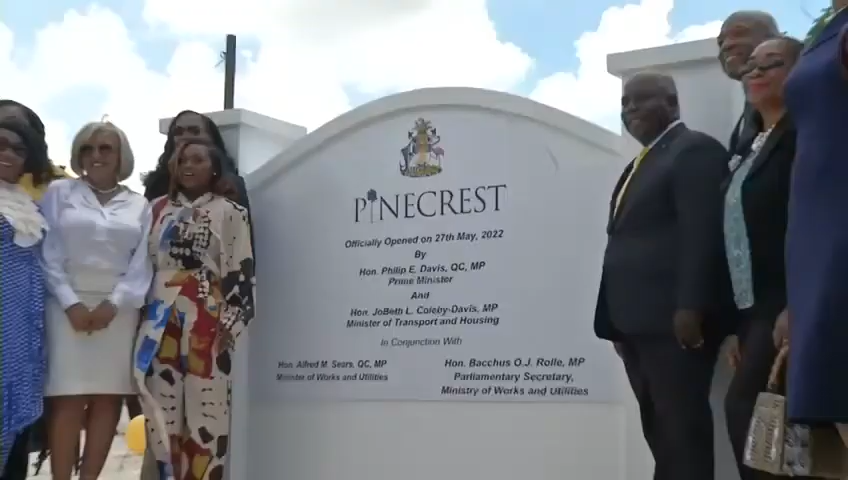 PINECREST
Officially Opened on 27th May, 2022
By
Hon. Philip E. Davis, QC, MP
Prime Minister
And
Hon. JoBeth L. Coleby-Davis, MP
Minister of Transport and Housing
In Conjunction With
Hon. Alfred M. Sears, QC, MP
Minister of Works and Utilities
Hon. Bacchus O.J. Rolle, MP
Parliamentary Secretary,
Ministry of Works and Utilities